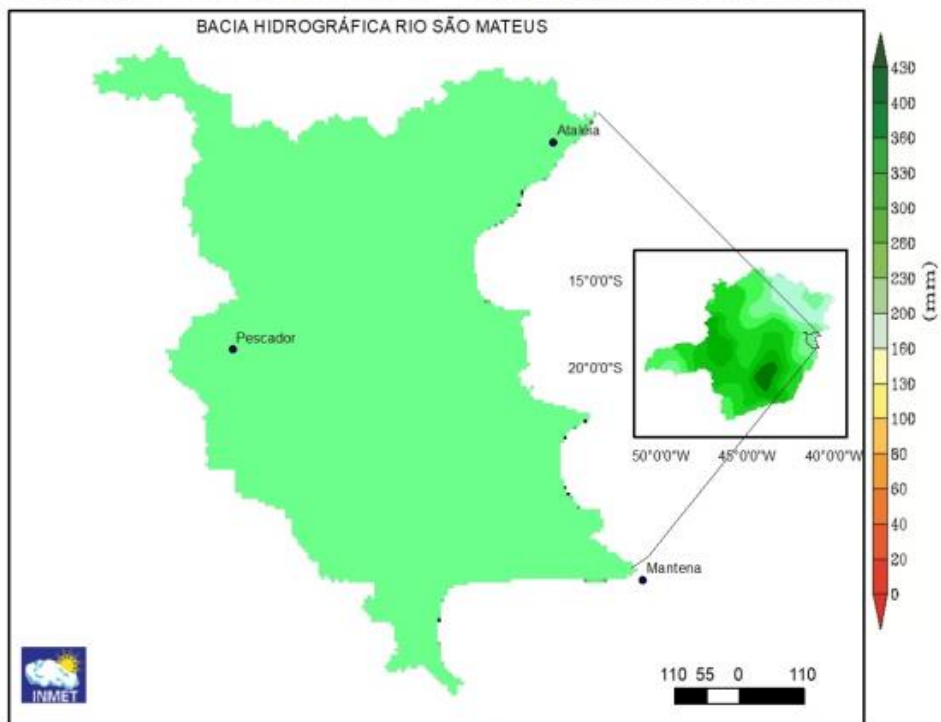 BACIA HIDROGRÁFICA RIO SÃO MATEUS
Ataléia
Pescador
Mantena
15°0'0"S
20°0'0"S
50°0'0"W 45°0'0"W 40°0'0"W
430
400
360
330
300
260
230
200
160
130
100
80
60
40
20
0
(mm)
110 55 0 110
INMET